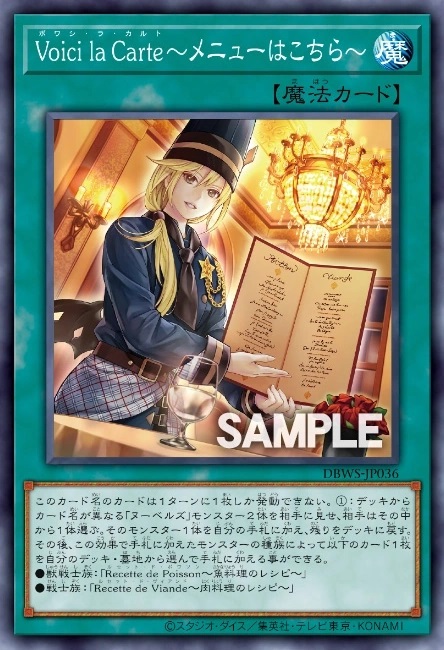 ボワシ・ラ・カルト
Voici la Carte～メニューはこちら～
魔
【魔法カード】
Poisson
Viande
SAMPLE
DBWS-JP036
このカード名のカードは1ターンに1枚しか発動できない。①：デッキから
カード名が異なる「ヌーベルズ」モンスター2体を相手に見せ、相手はその中
から1体選ぶ。そのモンスター1体を自分の手札に加え、残りをデッキに戻す。
その後、この効果で手札に加えたモンスターの種族によって以下のカード1枚
を自分のデッキ・墓地から選んで手札に加える事ができる。
●獣戦士族：「Recette de Poisson～魚料理のレシピ～」
●戦士族：「Recette de Viande～肉料理のレシピ～」
©スタジオ・ダイス／集英社・テレビ東京・KONAMI